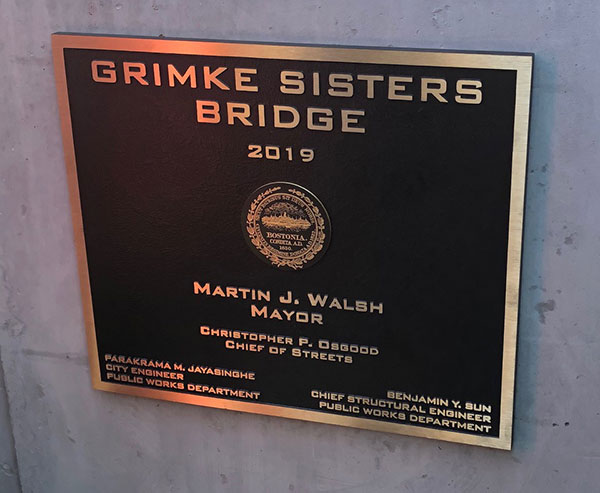 GRIMKE SISTERS
BRIDGE
2019
BOSTONIA.
CONDITA A.D.
1630.
MARTIN J. WALSH
MAYOR
CHRISTOPHER P. OSGOOD
CHIEF OF STREETS
PARAKRAMA M. JAYASINGHE
CITY ENGINEER
PUBLIC WORKS DEPARTMENT
BENJAMIN Y. SUN
CHIEF STRUCTURAL ENGINEER
PUBLIC WORKS DEPARTMENT